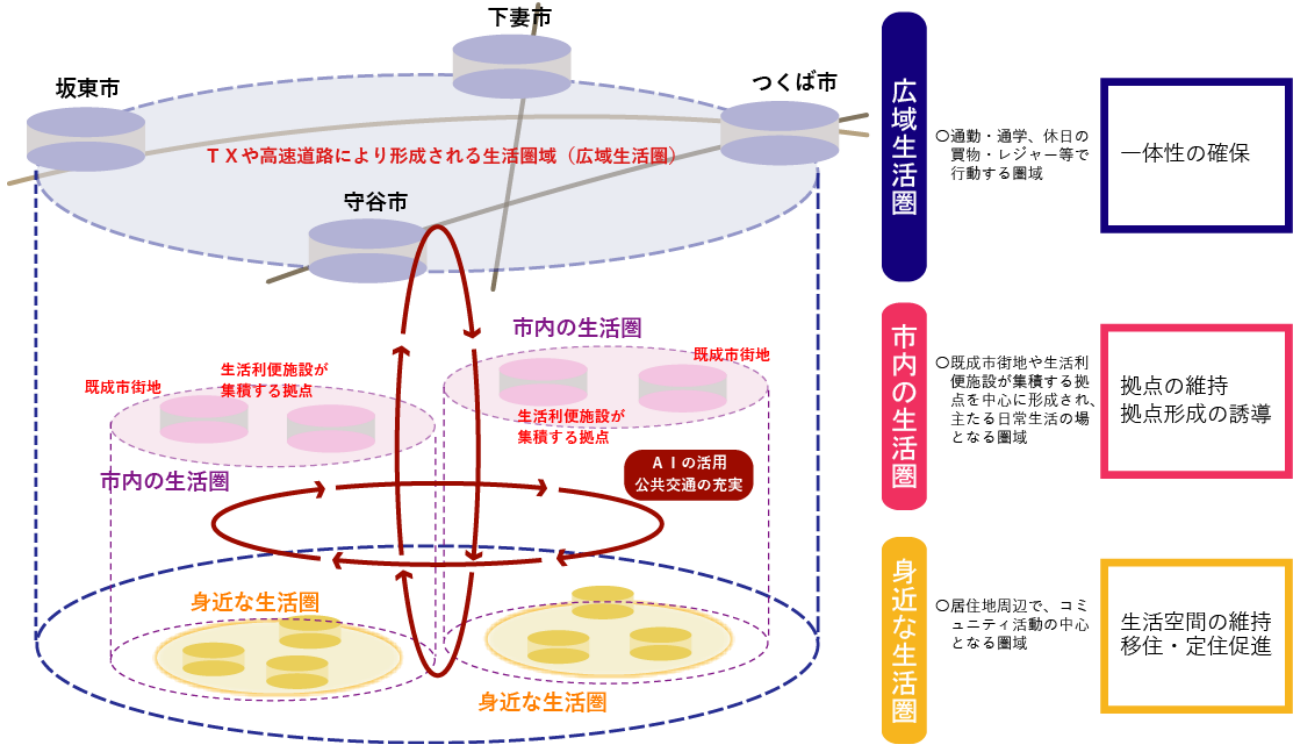 下妻市
坂東市
つくば市
ＴＸや高速道路により形成される生活圏域（広域生活圏）
守谷市
市内の生活圏
既成市街地
生活利便施設が
集積する拠点
既成市街地
生活利便施設が
集積する拠点
市内の生活圏
ＡＩの活用
公共交通の充実
身近な生活圏
身近な生活圏
広域生活圏
○通勤・通学、休日の
買物・レジャー等で
行動する圏域
一体性の確保
市内の生活圏
○既成市街地や生活利
便施設が集積する拠
点を中心に形成され、
主たる日常生活の場
となる圏域
拠点の維持
拠点形成の誘導
身近な生活圏
○居住地周辺で、コミ
ュニティ活動の中心
となる圏域
生活空間の維持
移住・定住促進